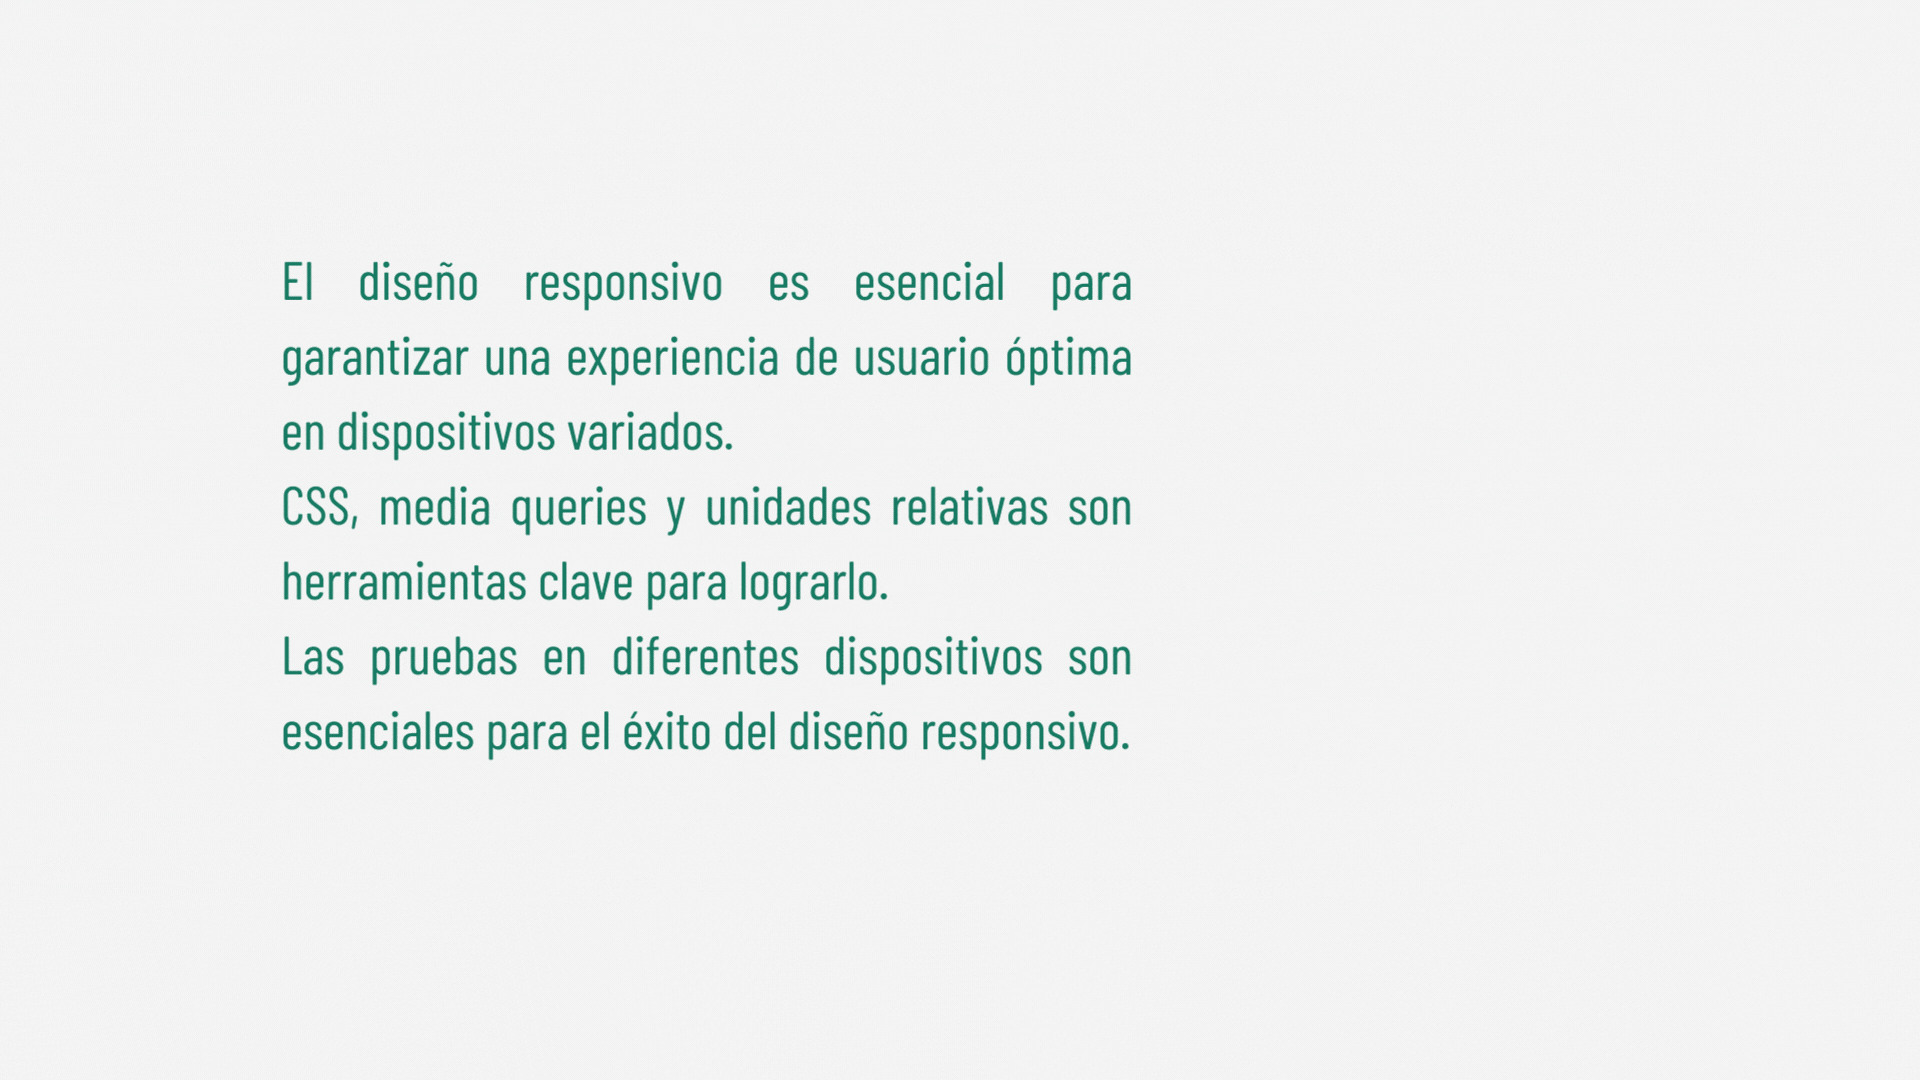 El diseño responsivo es esencial para
garantizar una experiencia de usuario óptima
en dispositivos variados.
CSS, media queries y unidades relativas son
herramientas clave para lograrlo.
Las pruebas en diferentes dispositivos son
esenciales para el éxito del diseño responsivo.